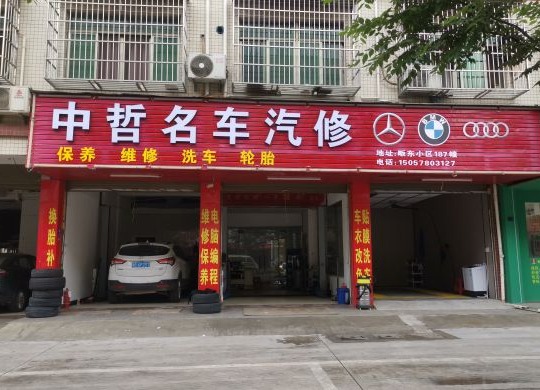 中哲名车汽修
保养 维修 洗车 轮胎
地址:畈东小区187幢
电话:15057803127
换胎补
电脑编程
维修保养
贴膜洗车
车衣改色